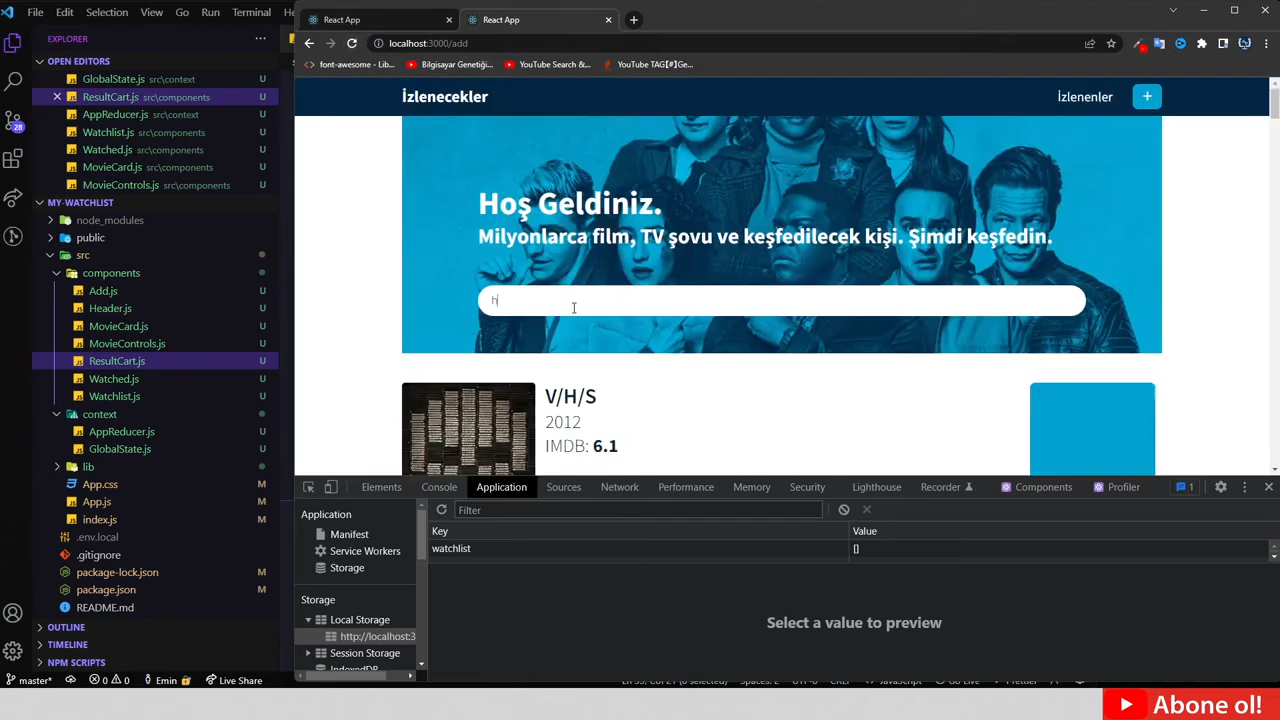 File Edit Selection View Go Run Terminal
EXPLORER
OPEN EDITORS
GlobalState.js src\context U
ResultCart.js src\components U
AppReducer.js src\context U
Watchlist.js src\components U
Watched.js src\components U
MovieCard.js src\components U
MovieControls.js src\components U
MY-WATCHLIST
node_modules
public
src
components
Add.js U
Header.js U
MovieCard.js U
MovieControls.js U
ResultCart.js U
Watched.js U
Watchlist.js U
context
AppReducer.js U
GlobalState.js U
lib
App.css M
App.js M
index.js M
.env.local
.gitignore
package-lock.json M
package.json M
README.md
OUTLINE
TIMELINE
NPM SCRIPTS
28
master*
0 0
Emin
Live Share
React App
React App
localhost:3000/add
font-awesome - Lib...
Bilgisayar Genetiği...
YouTube Search &...
YouTube TAG【#】Ge...
İzlenecekler
İzlenenler
+
Hoş Geldiniz.
Milyonlarca film, TV şovu ve keşfedilecek kişi. Şimdi keşfedin.
h
V/H/S
2012
IMDB: 6.1
Elements Console Application Sources Network Performance Memory Security Lighthouse Recorder Components Profiler 1
Application
Manifest
Service Workers
Storage
Storage
Local Storage
http://localhost:3
Session Storage
IndexedDB
Filter
Key Value
watchlist []
Select a value to preview
Abone ol!